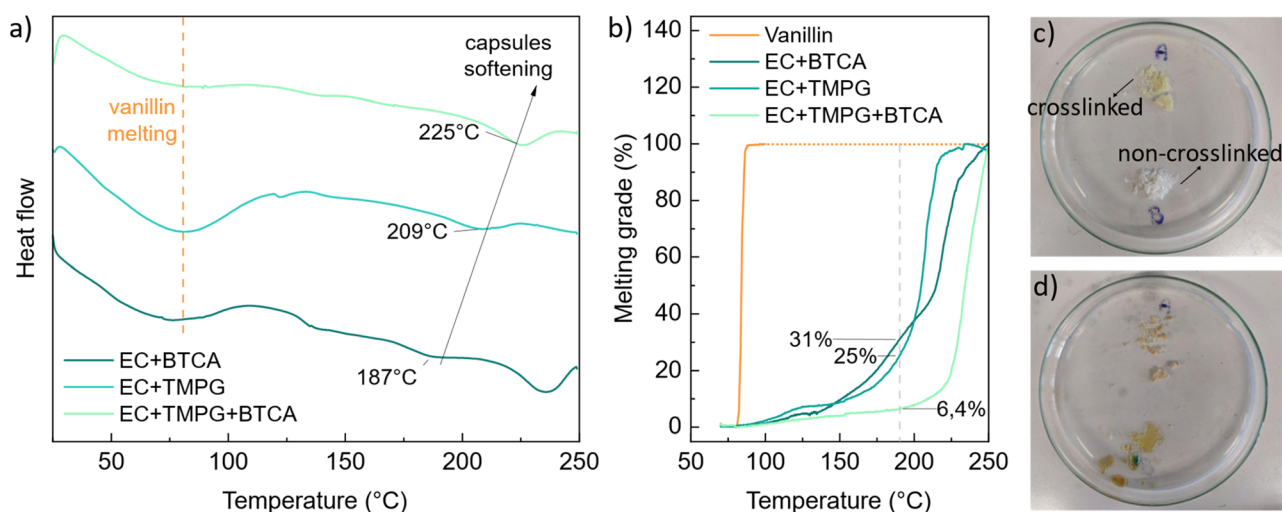 a)
capsules
softening
vanillin
melting
225°C
209°C
187°C
Heat flow
EC+BTCA
EC+TMPG
EC+TMPG+BTCA
50
100
150
200
250
Temperature (°C)
b)
140
120
100
80
60
40
20
0
Melting grade (%)
Vanillin
EC+BTCA
EC+TMPG
EC+TMPG+BTCA
31%
25%
6,4%
50
100
150
200
250
Temperature (°C)
c)
A
crosslinked
non-crosslinked
B
d)
A